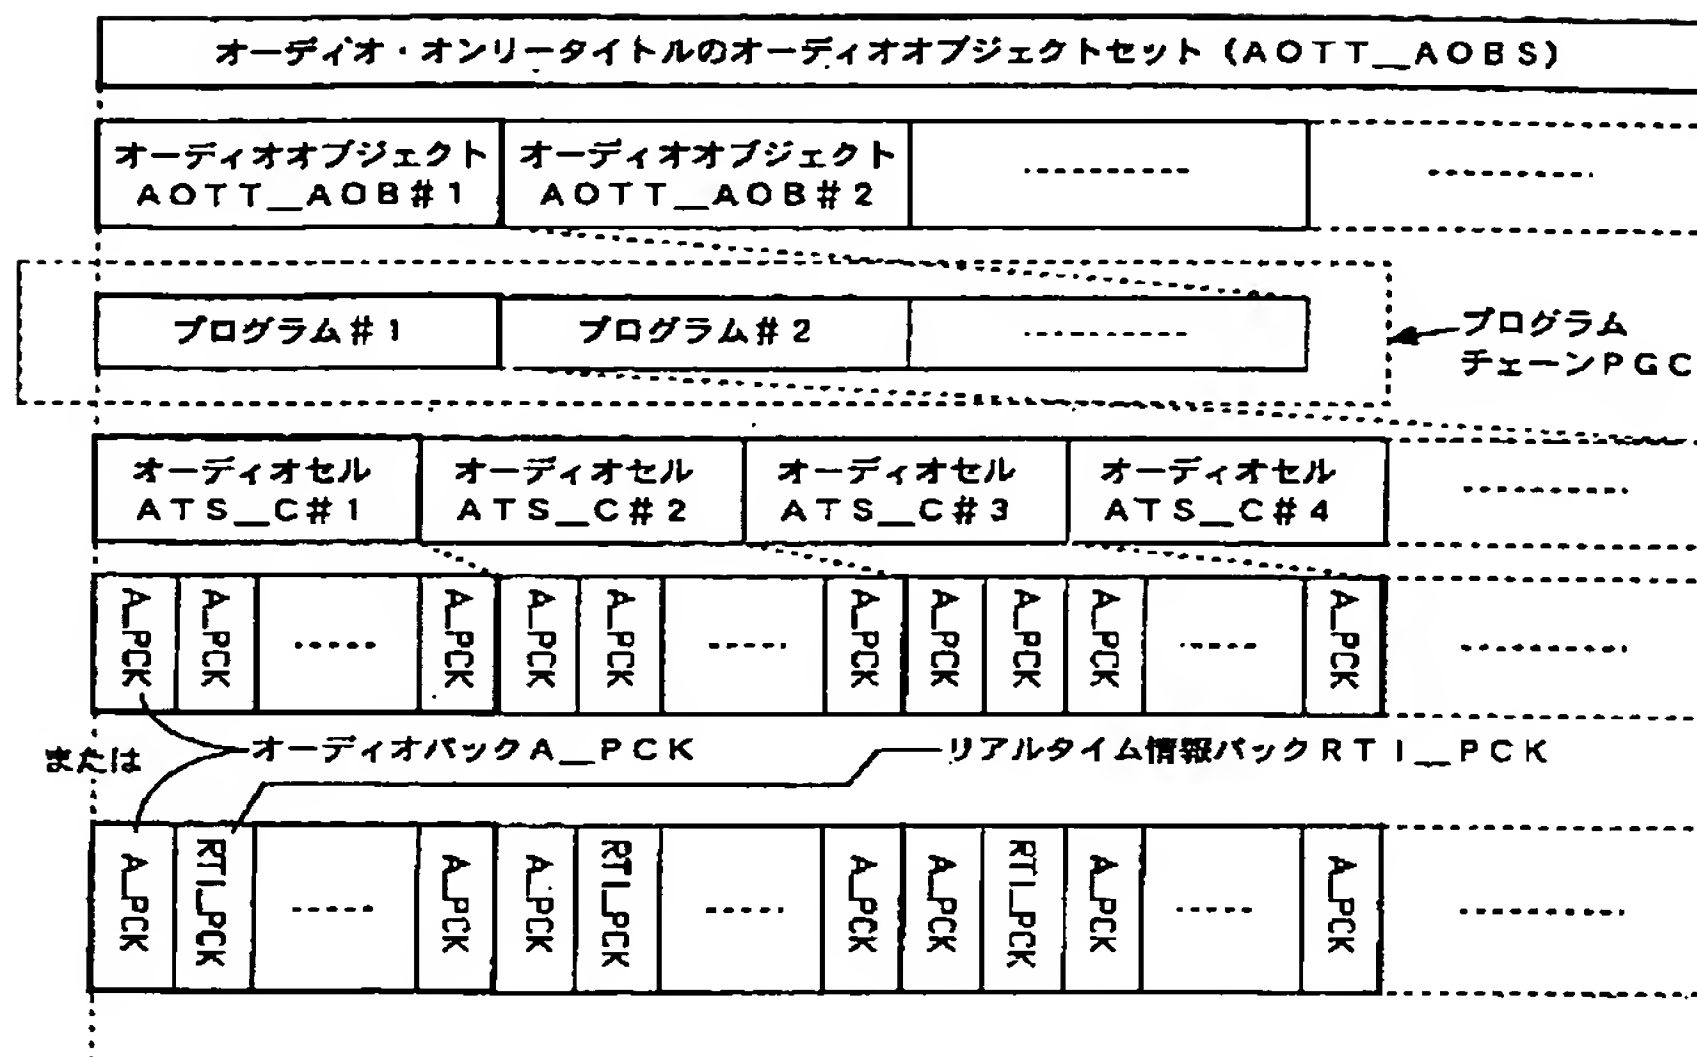 オーディオ・オンリータイトルのオーディオオブジェクトセット（ＡＯＴＴ＿ＡＯＢＳ）
オーディオオブジェクト
ＡＯＴＴ＿ＡＯＢ＃１
オーディオオブジェクト
ＡＯＴＴ＿ＡＯＢ＃２
プログラム＃１
プログラム＃２
プログラム
チェーンＰＧＣ
オーディオセル
ＡＴＳ＿Ｃ＃１
オーディオセル
ＡＴＳ＿Ｃ＃２
オーディオセル
ＡＴＳ＿Ｃ＃３
オーディオセル
ＡＴＳ＿Ｃ＃４
A_PCK
A_PCK
A_PCK
A_PCK
A_PCK
A_PCK
A_PCK
A_PCK
A_PCK
A_PCK
または
オーディオパックＡ＿ＰＣＫ
リアルタイム情報パックＲＴＩ＿ＰＣＫ
A_PCK
RTI_PCK
A_PCK
A_PCK
RTI_PCK
A_PCK
A_PCK
RTI_PCK
A_PCK
A_PCK